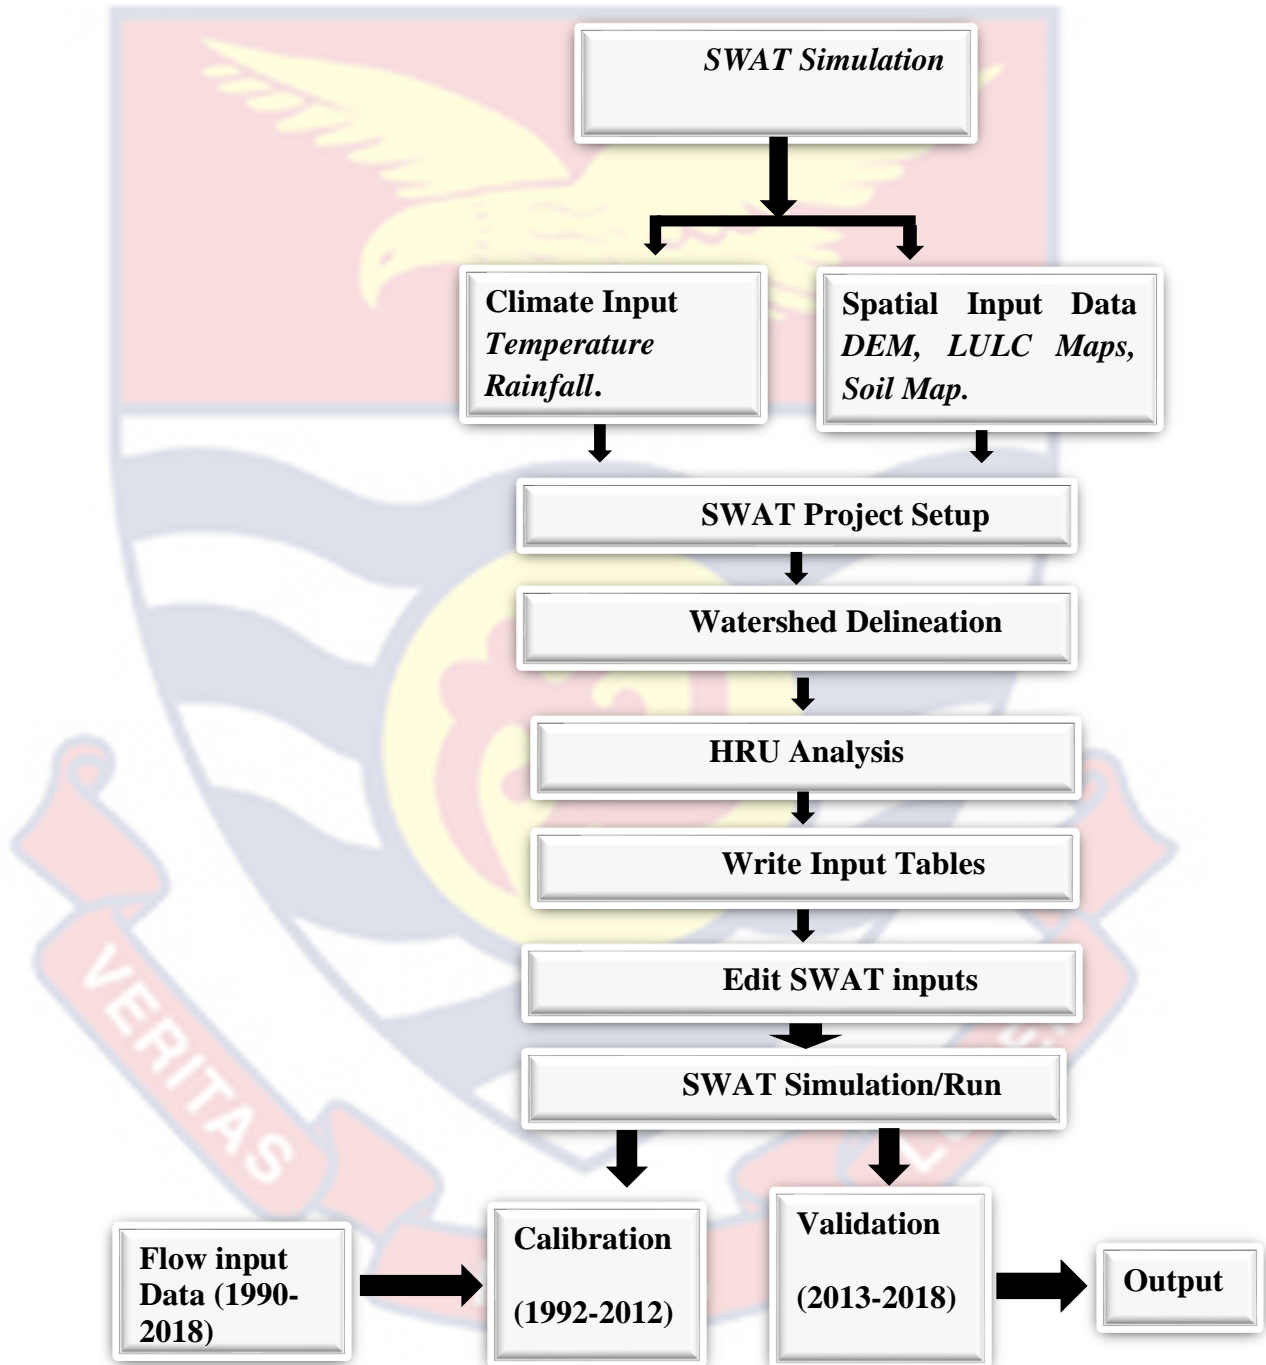 SWAT Simulation
Climate Input
Temperature
Rainfall.
Spatial Input Data
DEM, LULC Maps,
Soil Map.
SWAT Project Setup
Watershed Delineation
HRU Analysis
Write Input Tables
Edit SWAT inputs
SWAT Simulation/Run
VERITAS
Flow input
Data (1990-
2018)
Calibration
(1992-2012)
Validation
(2013-2018)
Output